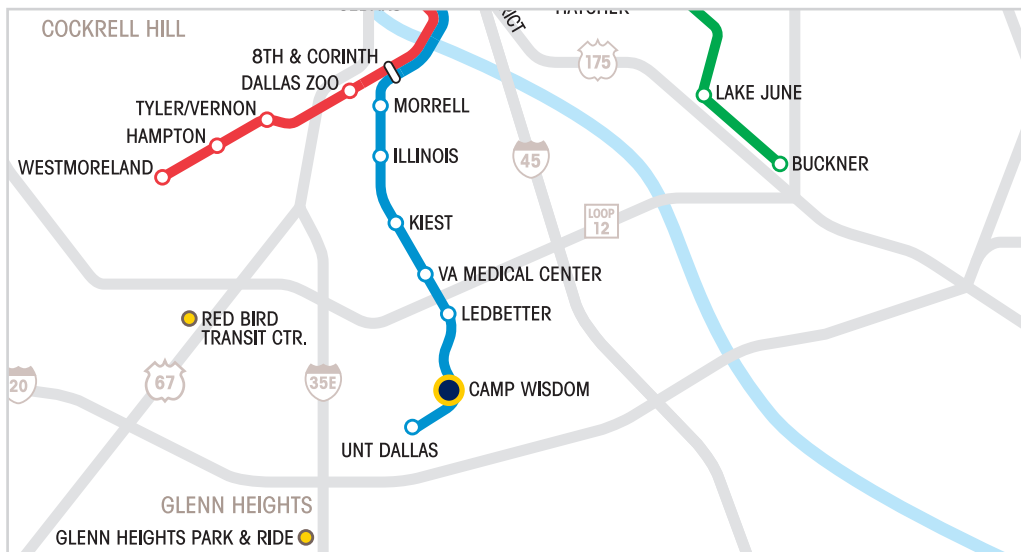 HATCHER
RICT
COCKRELL HILL
8TH & CORINTH
175
DALLAS ZOO
LAKE JUNE
TYLER/VERNON
MORRELL
HAMPTON
ILLINOIS
45
WESTMORELAND
BUCKNER
LOOP
12
KIEST
VA MEDICAL CENTER
LEDBETTER
RED BIRD
TRANSIT CTR.
20
67
35E
CAMP WISDOM
UNT DALLAS
GLENN HEIGHTS
GLENN HEIGHTS PARK & RIDE